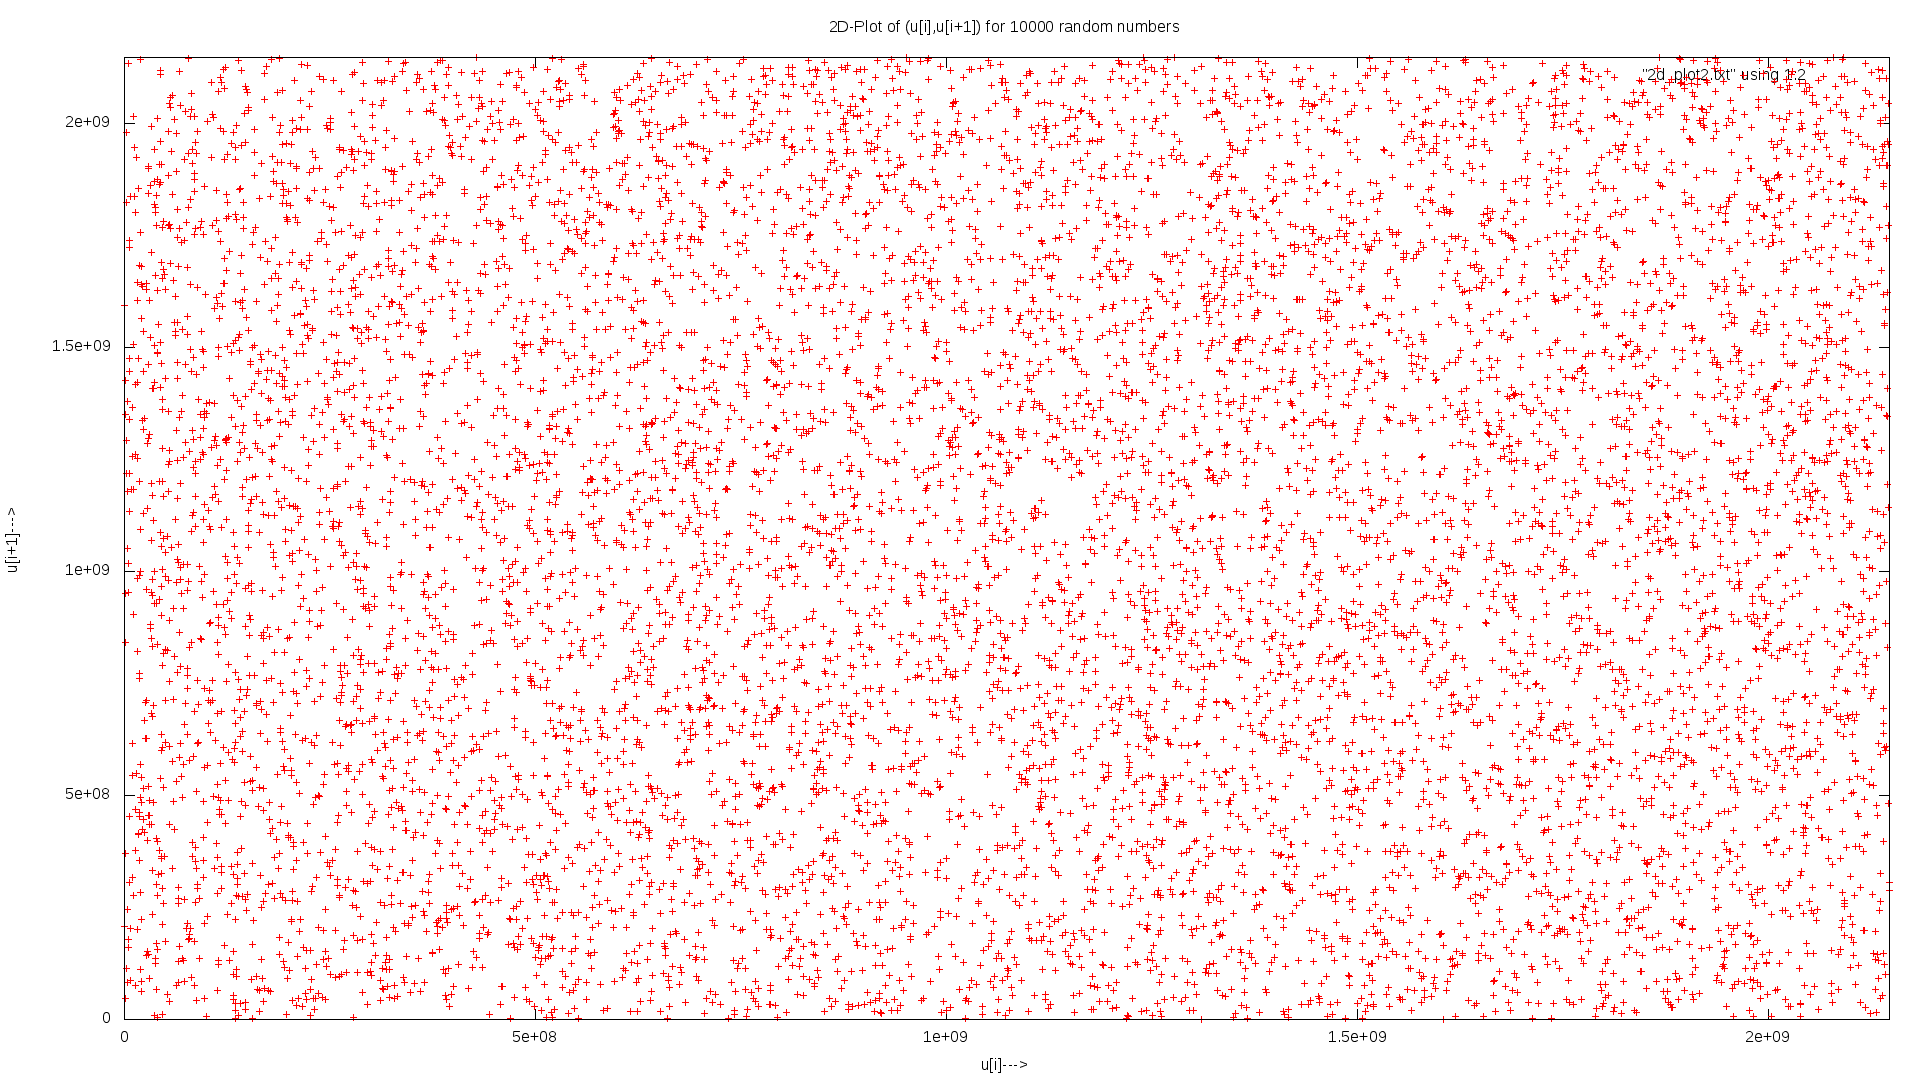 2D-Plot of (u[i],u[i+1]) for 10000 random numbers
"2d_plot2.txt" using 1:2
2e+09
1.5e+09
1e+09
5e+08
0
u[i+1]--->
0
5e+08
1e+09
1.5e+09
2e+09
u[i]--->